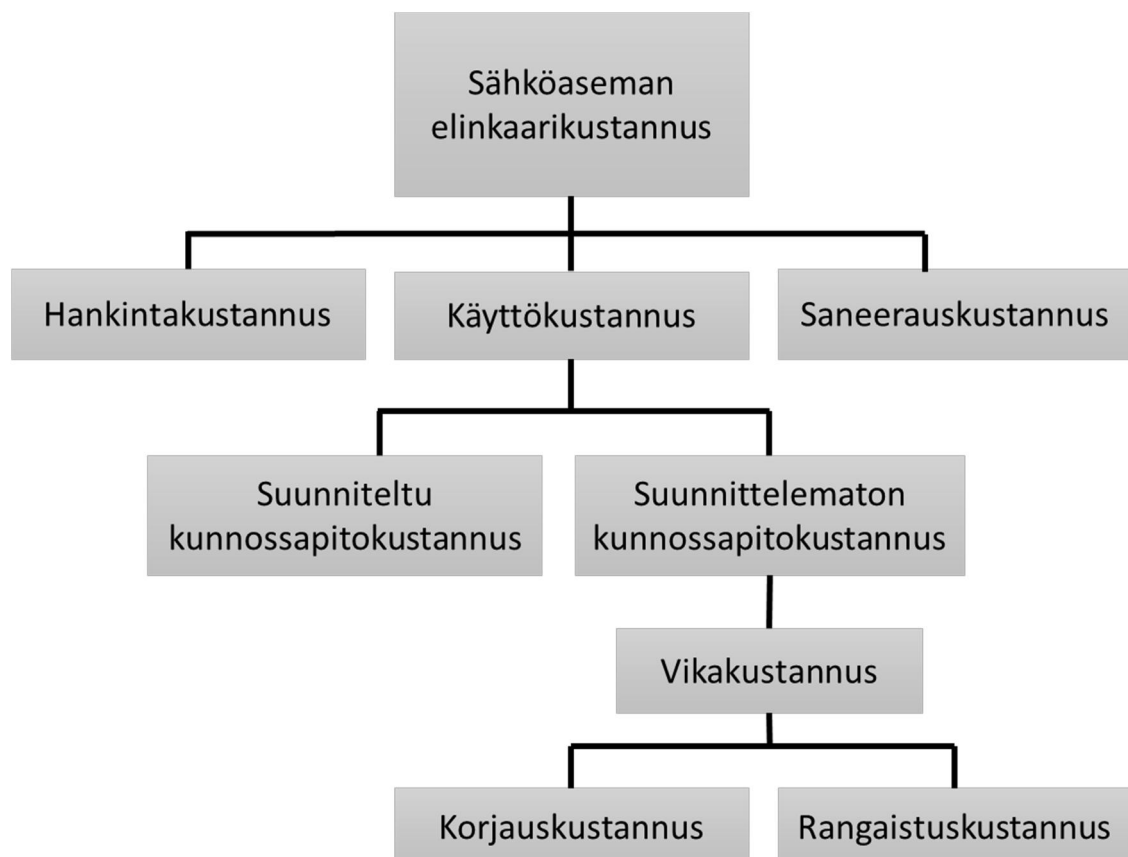 Sähköaseman
elinkaarikustannus
Hankintakustannus
Käyttökustannus
Saneerauskustannus
Suunniteltu
kunnossapitokustannus
Suunnittelematon
kunnossapitokustannus
Vikakustannus
Korjauskustannus
Rangaistuskustannus